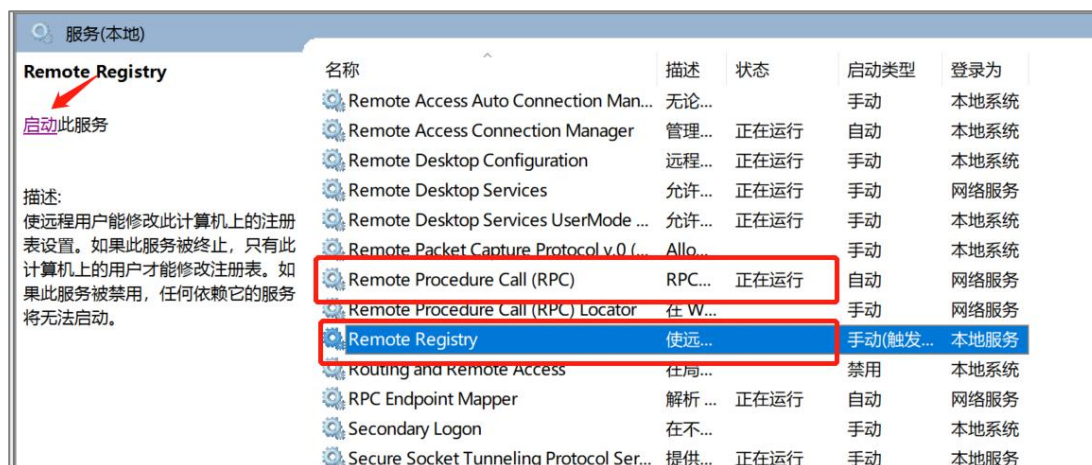 服务(本地)
Remote Registry
启动此服务
描述:
使远程用户能修改此计算机上的注册
表设置。如果此服务被终止，只有此
计算机上的用户才能修改注册表。如
果此服务被禁用，任何依赖它的服务
将无法启动。
名称 描述 状态 启动类型 登录为
Remote Access Auto Connection Man... 无论... 手动 本地系统
Remote Access Connection Manager 管理... 正在运行 自动 本地系统
Remote Desktop Configuration 远程... 正在运行 手动 本地系统
Remote Desktop Services 允许... 正在运行 手动 网络服务
Remote Desktop Services UserMode ... 允许... 正在运行 手动 本地系统
Remote Packet Capture Protocol v.0 (... Allo... 手动 本地系统
Remote Procedure Call (RPC) RPC... 正在运行 自动 网络服务
Remote Procedure Call (RPC) Locator 在 W... 手动 网络服务
Remote Registry 使远... 手动(触发... 本地服务
Routing and Remote Access 在局... 禁用 本地系统
RPC Endpoint Mapper 解析 ... 正在运行 自动 网络服务
Secondary Logon 在不... 手动 本地系统
Secure Socket Tunneling Protocol Ser... 提供... 正在运行 手动 本地服务